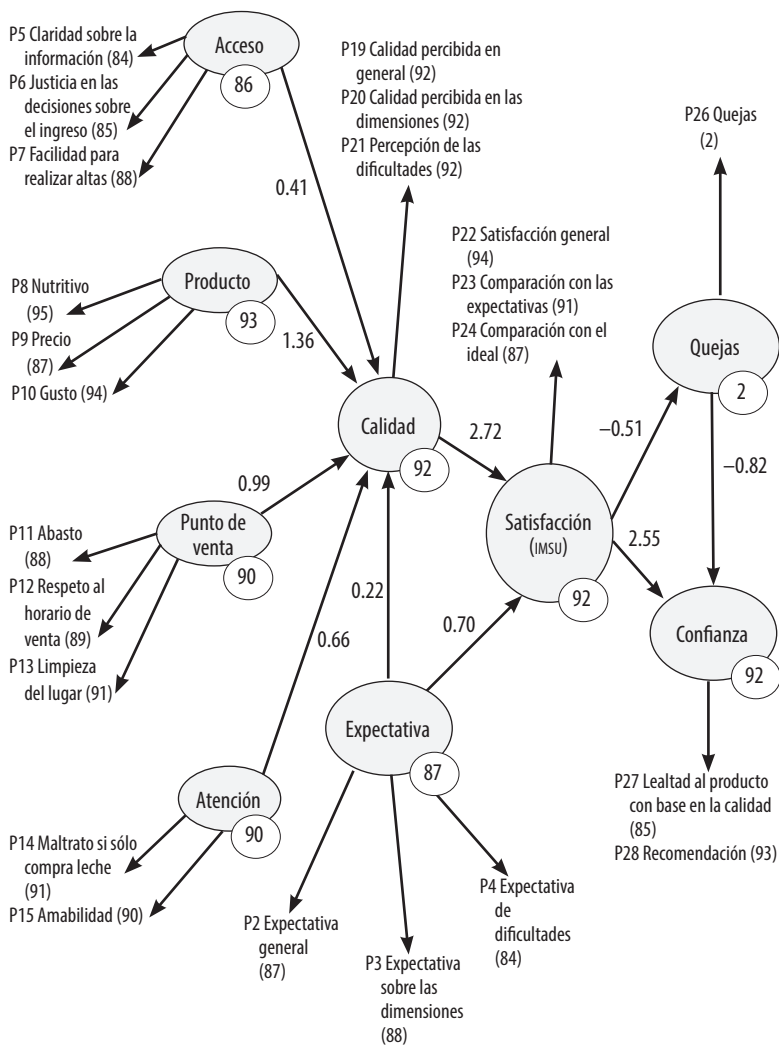 P5 Claridad sobre la
información (84)
P6 Justicia en las
decisiones sobre
el ingreso (85)
P7 Facilidad para
realizar altas (88)
Acceso
86
0.41
P19 Calidad percibida en
general (92)
P20 Calidad percibida en las
dimensiones (92)
P21 Percepción de las
dificultades (92)
P26 Quejas
(2)
P8 Nutritivo
(95)
P9 Precio
(87)
P10 Gusto (94)
Producto
93
1.36
P22 Satisfacción general
(94)
P23 Comparación con las
expectativas (91)
P24 Comparación con el
ideal (87)
Quejas
2
Calidad
92
2.72
−0.51
−0.82
0.99
P11 Abasto
(88)
P12 Respeto al
horario de
venta (89)
P13 Limpieza
del lugar (91)
Punto de
venta
90
Satisfacción
(IMSU)
92
2.55
0.22
0.70
0.66
Confianza
92
Expectativa
87
Atención
90
P14 Maltrato si sólo
compra leche
(91)
P15 Amabilidad (90)
P2 Expectativa
general
(87)
P3 Expectativa
sobre las
dimensiones
(88)
P4 Expectativa
de
dificultades
(84)
P27 Lealtad al producto
con base en la calidad
(85)
P28 Recomendación (93)